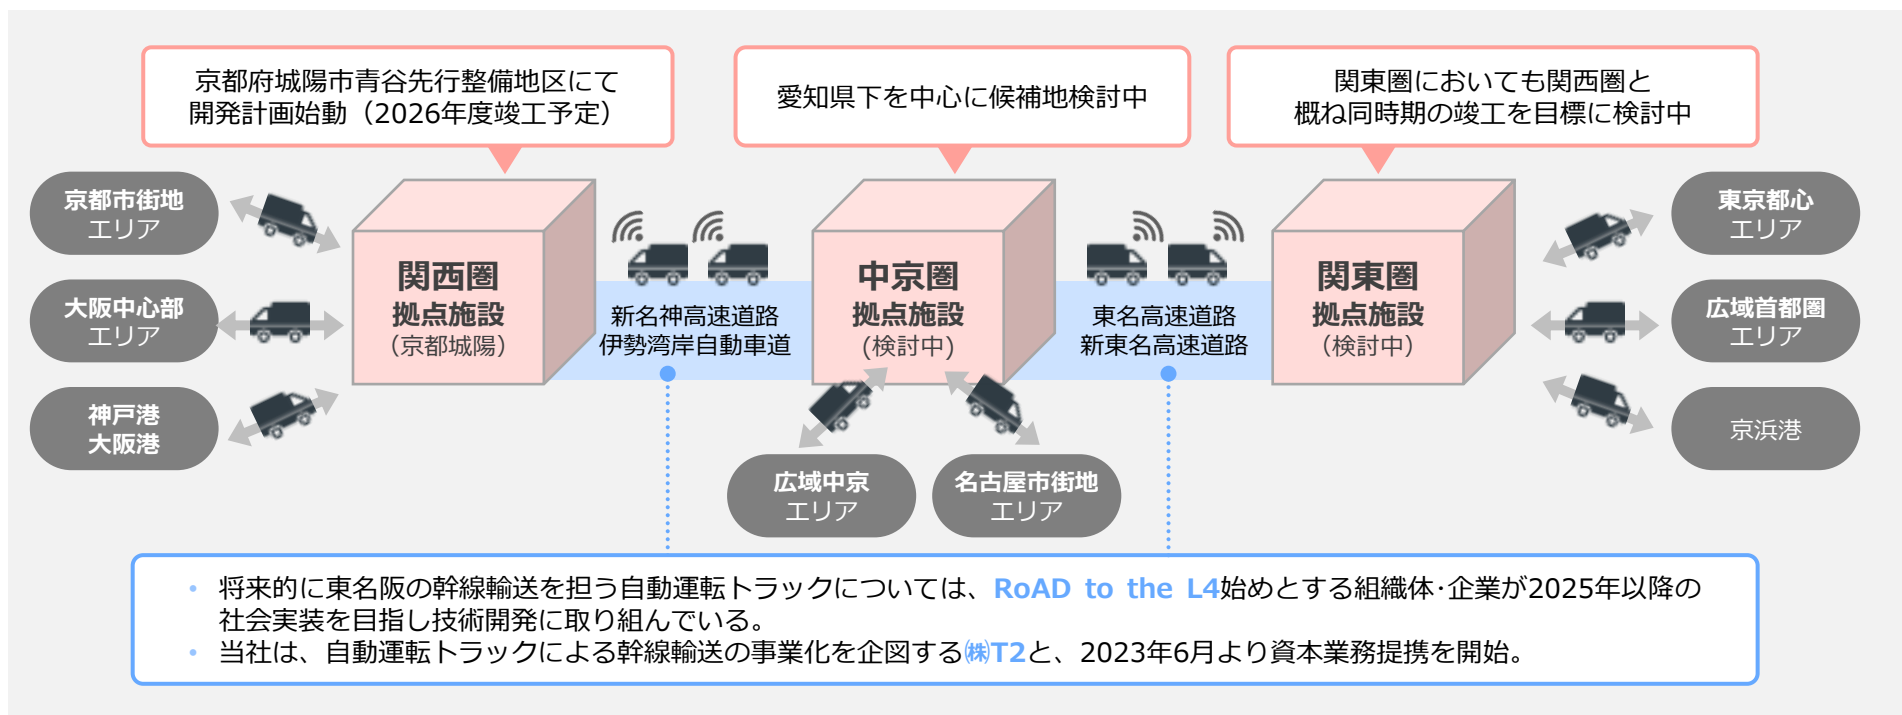 京都府城陽市青谷先行整備地区にて
開発計画始動（2026年度竣工予定）
愛知県下を中心に候補地検討中
関東圏においても関西圏と
概ね同時期の竣工を目標に検討中
京都市街地
エリア
大阪中心部
エリア
神戸港
大阪港
関西圏
拠点施設
（京都城陽）
新名神高速道路
伊勢湾岸自動車道
中京圏
拠点施設
(検討中)
東名高速道路
新東名高速道路
関東圏
拠点施設
（検討中）
東京都心
エリア
広域首都圏
エリア
京浜港
広域中京
エリア
名古屋市街地
エリア
• 将来的に東名阪の幹線輸送を担う自動運転トラックについては、RoAD to the L4始めとする組織体･企業が2025年以降の
社会実装を目指し技術開発に取り組んでいる。
• 当社は、自動運転トラックによる幹線輸送の事業化を企図する㈱T2と、2023年6月より資本業務提携を開始。